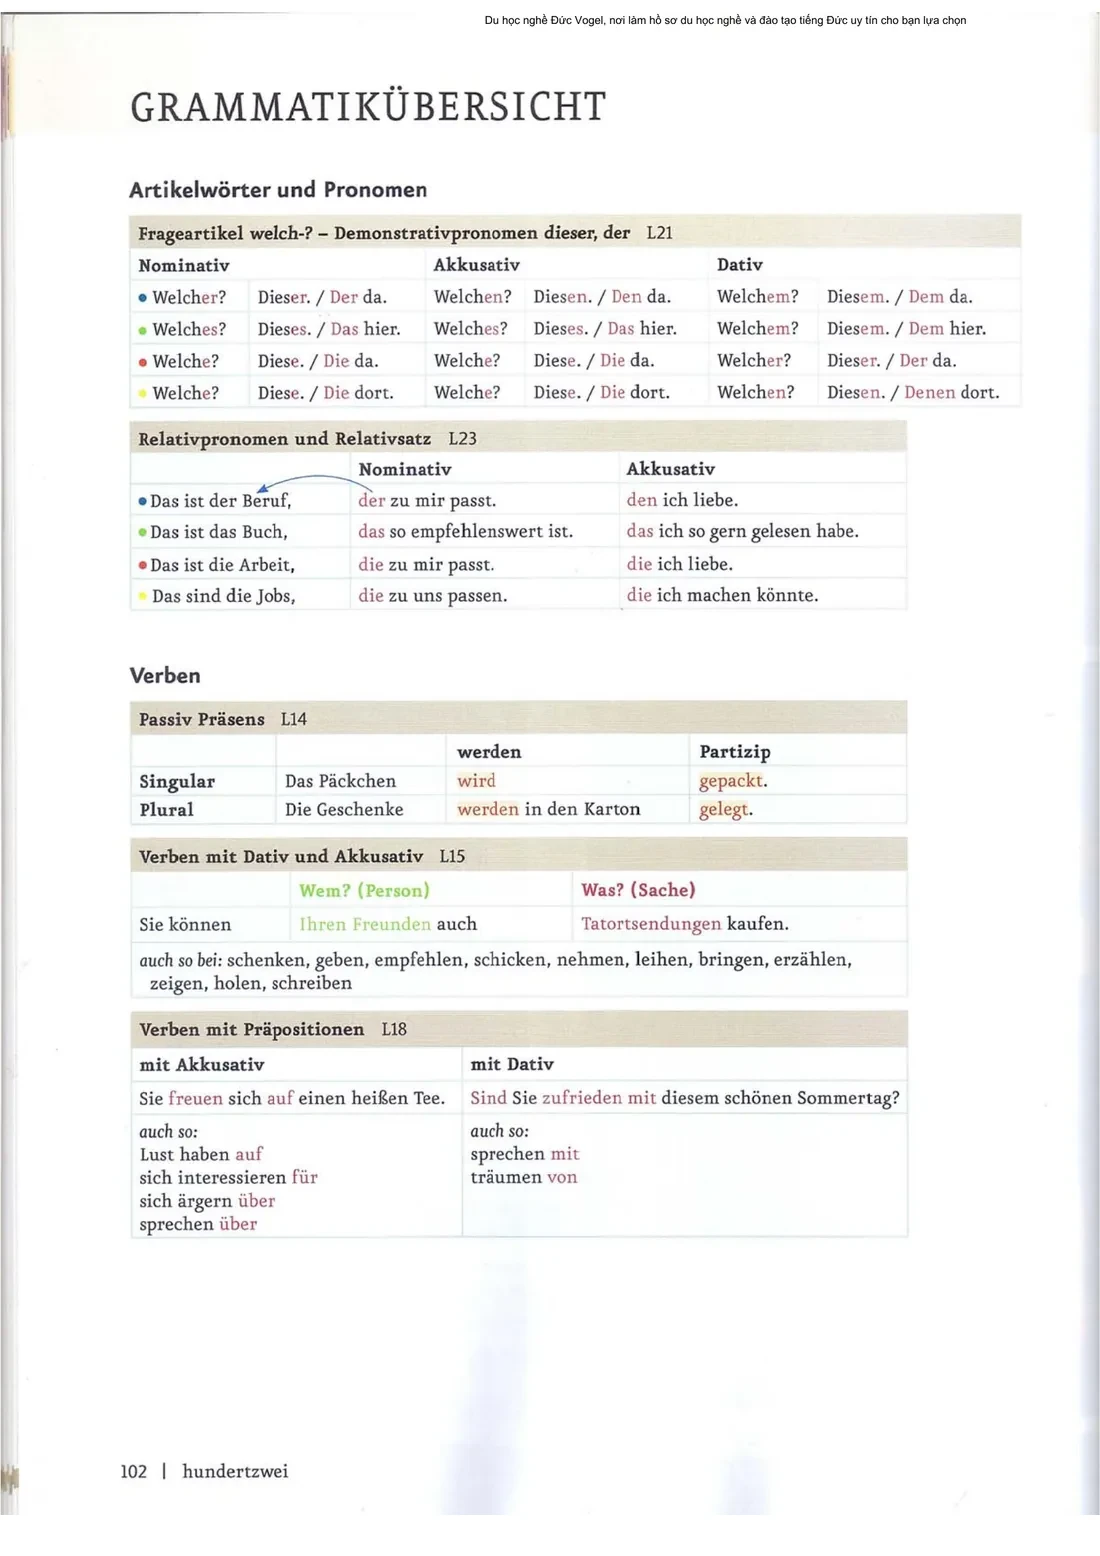 Du học nghề Đức Vogel, nơi làm hồ sơ du học nghề và đào tạo tiếng Đức uy tín cho bạn lựa chọn
GRAMMATIKÜBERSICHT
Artikelwörter und Pronomen
Frageartikel welch-? – Demonstrativpronomen dieser, der L21
Nominativ Akkusativ Dativ
Welcher? Dieser. / Der da. Welchen? Diesen. / Den da. Welchem? Diesem. / Dem da.
Welches? Dieses. / Das hier. Welches? Dieses. / Das hier. Welchem? Diesem. / Dem hier.
Welche? Diese. / Die da. Welche? Diese. / Die da. Welcher? Dieser. / Der da.
Welche? Diese. / Die dort. Welche? Diese. / Die dort. Welchen? Diesen. / Denen dort.
Relativpronomen und Relativsatz L23
Nominativ Akkusativ
Das ist der Beruf, der zu mir passt. den ich liebe.
Das ist das Buch, das so empfehlenswert ist. das ich so gern gelesen habe.
Das ist die Arbeit, die zu mir passt. die ich liebe.
Das sind die Jobs, die zu uns passen. die ich machen könnte.
Verben
Passiv Präsens L14
werden Partizip
Singular Das Päckchen wird gepackt.
Plural Die Geschenke werden in den Karton gelegt.
Verben mit Dativ und Akkusativ L15
Wem? (Person) Was? (Sache)
Sie können Ihren Freunden auch Tatortsendungen kaufen.
auch so bei: schenken, geben, empfehlen, schicken, nehmen, leihen, bringen, erzählen,
zeigen, holen, schreiben
Verben mit Präpositionen L18
mit Akkusativ mit Dativ
Sie freuen sich auf einen heißen Tee. Sind Sie zufrieden mit diesem schönen Sommertag?
auch so: auch so:
Lust haben auf sprechen mit
sich interessieren für träumen von
sich ärgern über
sprechen über
102 | hundertzwei